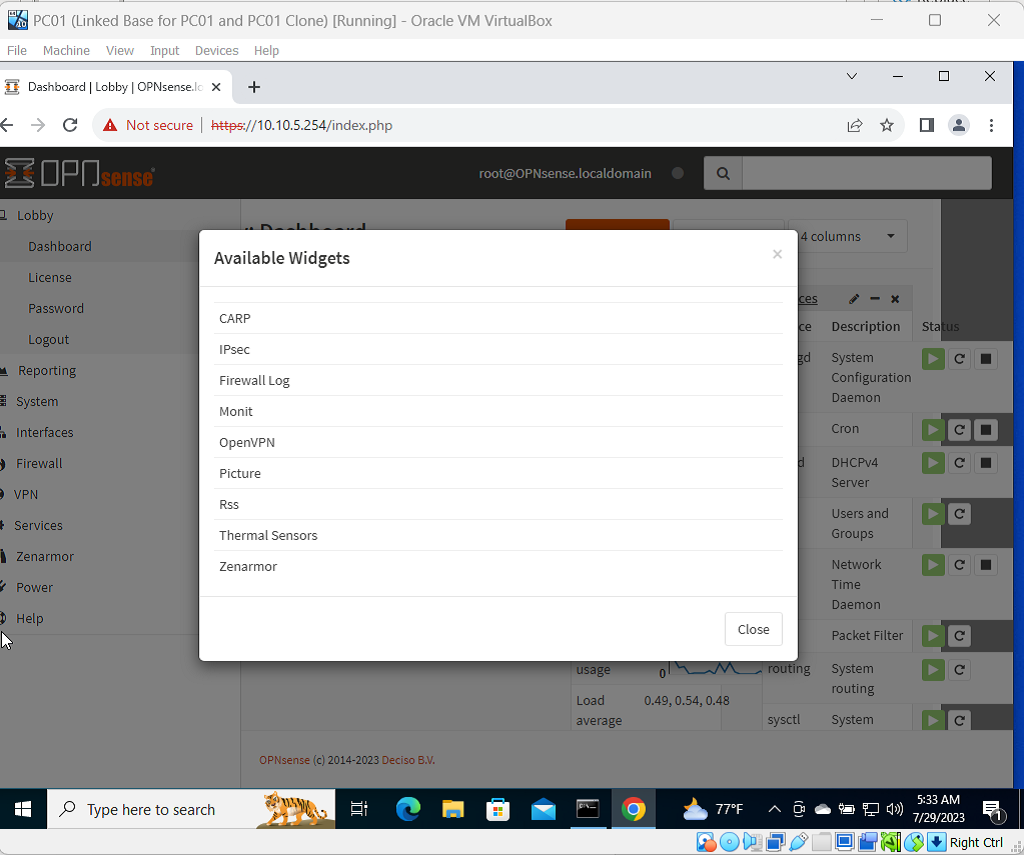 PC01 (Linked Base for PC01 and PC01 Clone) [Running] - Oracle VM VirtualBox
File Machine View Input Devices Help
Dashboard | Lobby | OPNsense.lo
Not secure https://10.10.5.254/index.php
OPNsense
root@OPNsense.localdomain
Lobby
Dashboard
License
Password
Logout
Reporting
System
Interfaces
Firewall
VPN
Services
Zenarmor
Power
Help
Dashboard
4 columns
Available Widgets
CARP
IPsec
Firewall Log
Monit
OpenVPN
Picture
Rss
Thermal Sensors
Zenarmor
Close
ces
ce Description Status
gd System
Configuration
Daemon
Cron
d DHCPv4
Server
Users and
Groups
Network
Time
Daemon
Packet Filter
routing System
routing
sysctl System
usage 0
Load
average
0.49, 0.54, 0.48
OPNsense (c) 2014-2023 Deciso B.V.
Type here to search
77°F
5:33 AM
7/29/2023
1
Right Ctrl